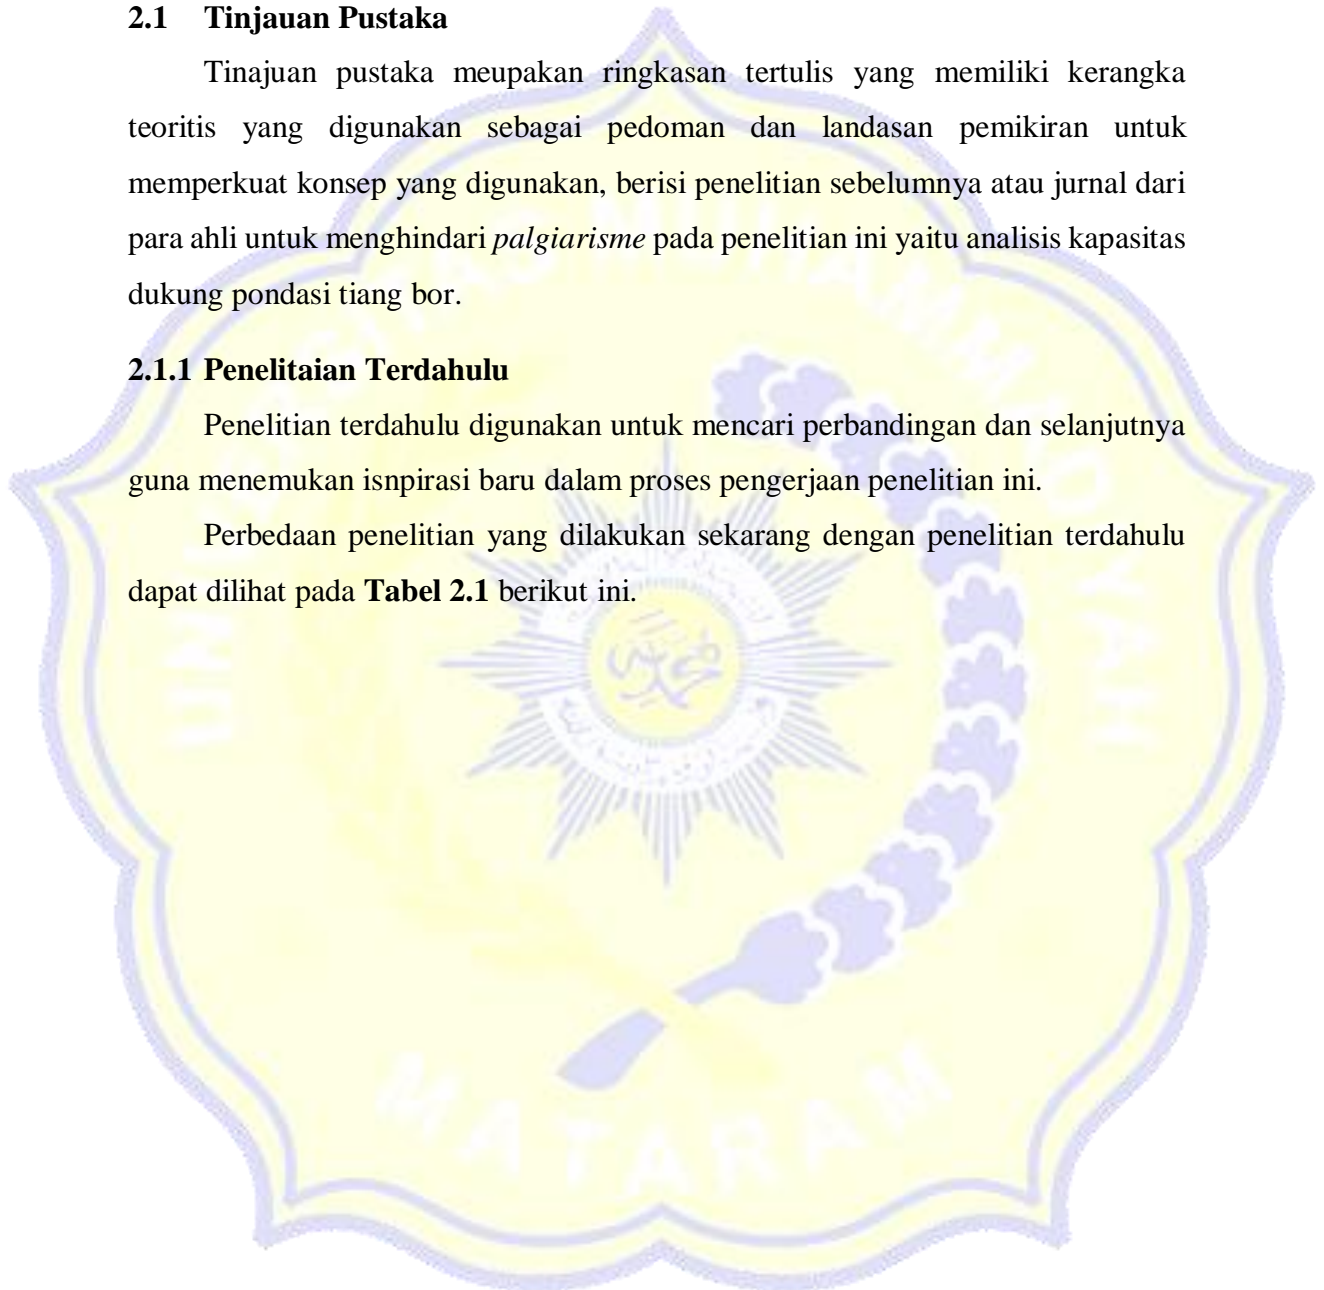 2.1 Tinjauan Pustaka
Tinajuan pustaka meupakan ringkasan tertulis yang memiliki kerangka
teoritis yang digunakan sebagai pedoman dan landasan pemikiran untuk
memperkuat konsep yang digunakan, berisi penelitian sebelumnya atau jurnal dari
para ahli untuk menghindari palgiarisme pada penelitian ini yaitu analisis kapasitas
dukung pondasi tiang bor.
2.1.1 Penelitaian Terdahulu
Penelitian terdahulu digunakan untuk mencari perbandingan dan selanjutnya
guna menemukan isnpirasi baru dalam proses pengerjaan penelitian ini.
Perbedaan penelitian yang dilakukan sekarang dengan penelitian terdahulu
dapat dilihat pada Tabel 2.1 berikut ini.
UNIVERSITAS MUHAMMADIYAH
MATARAM